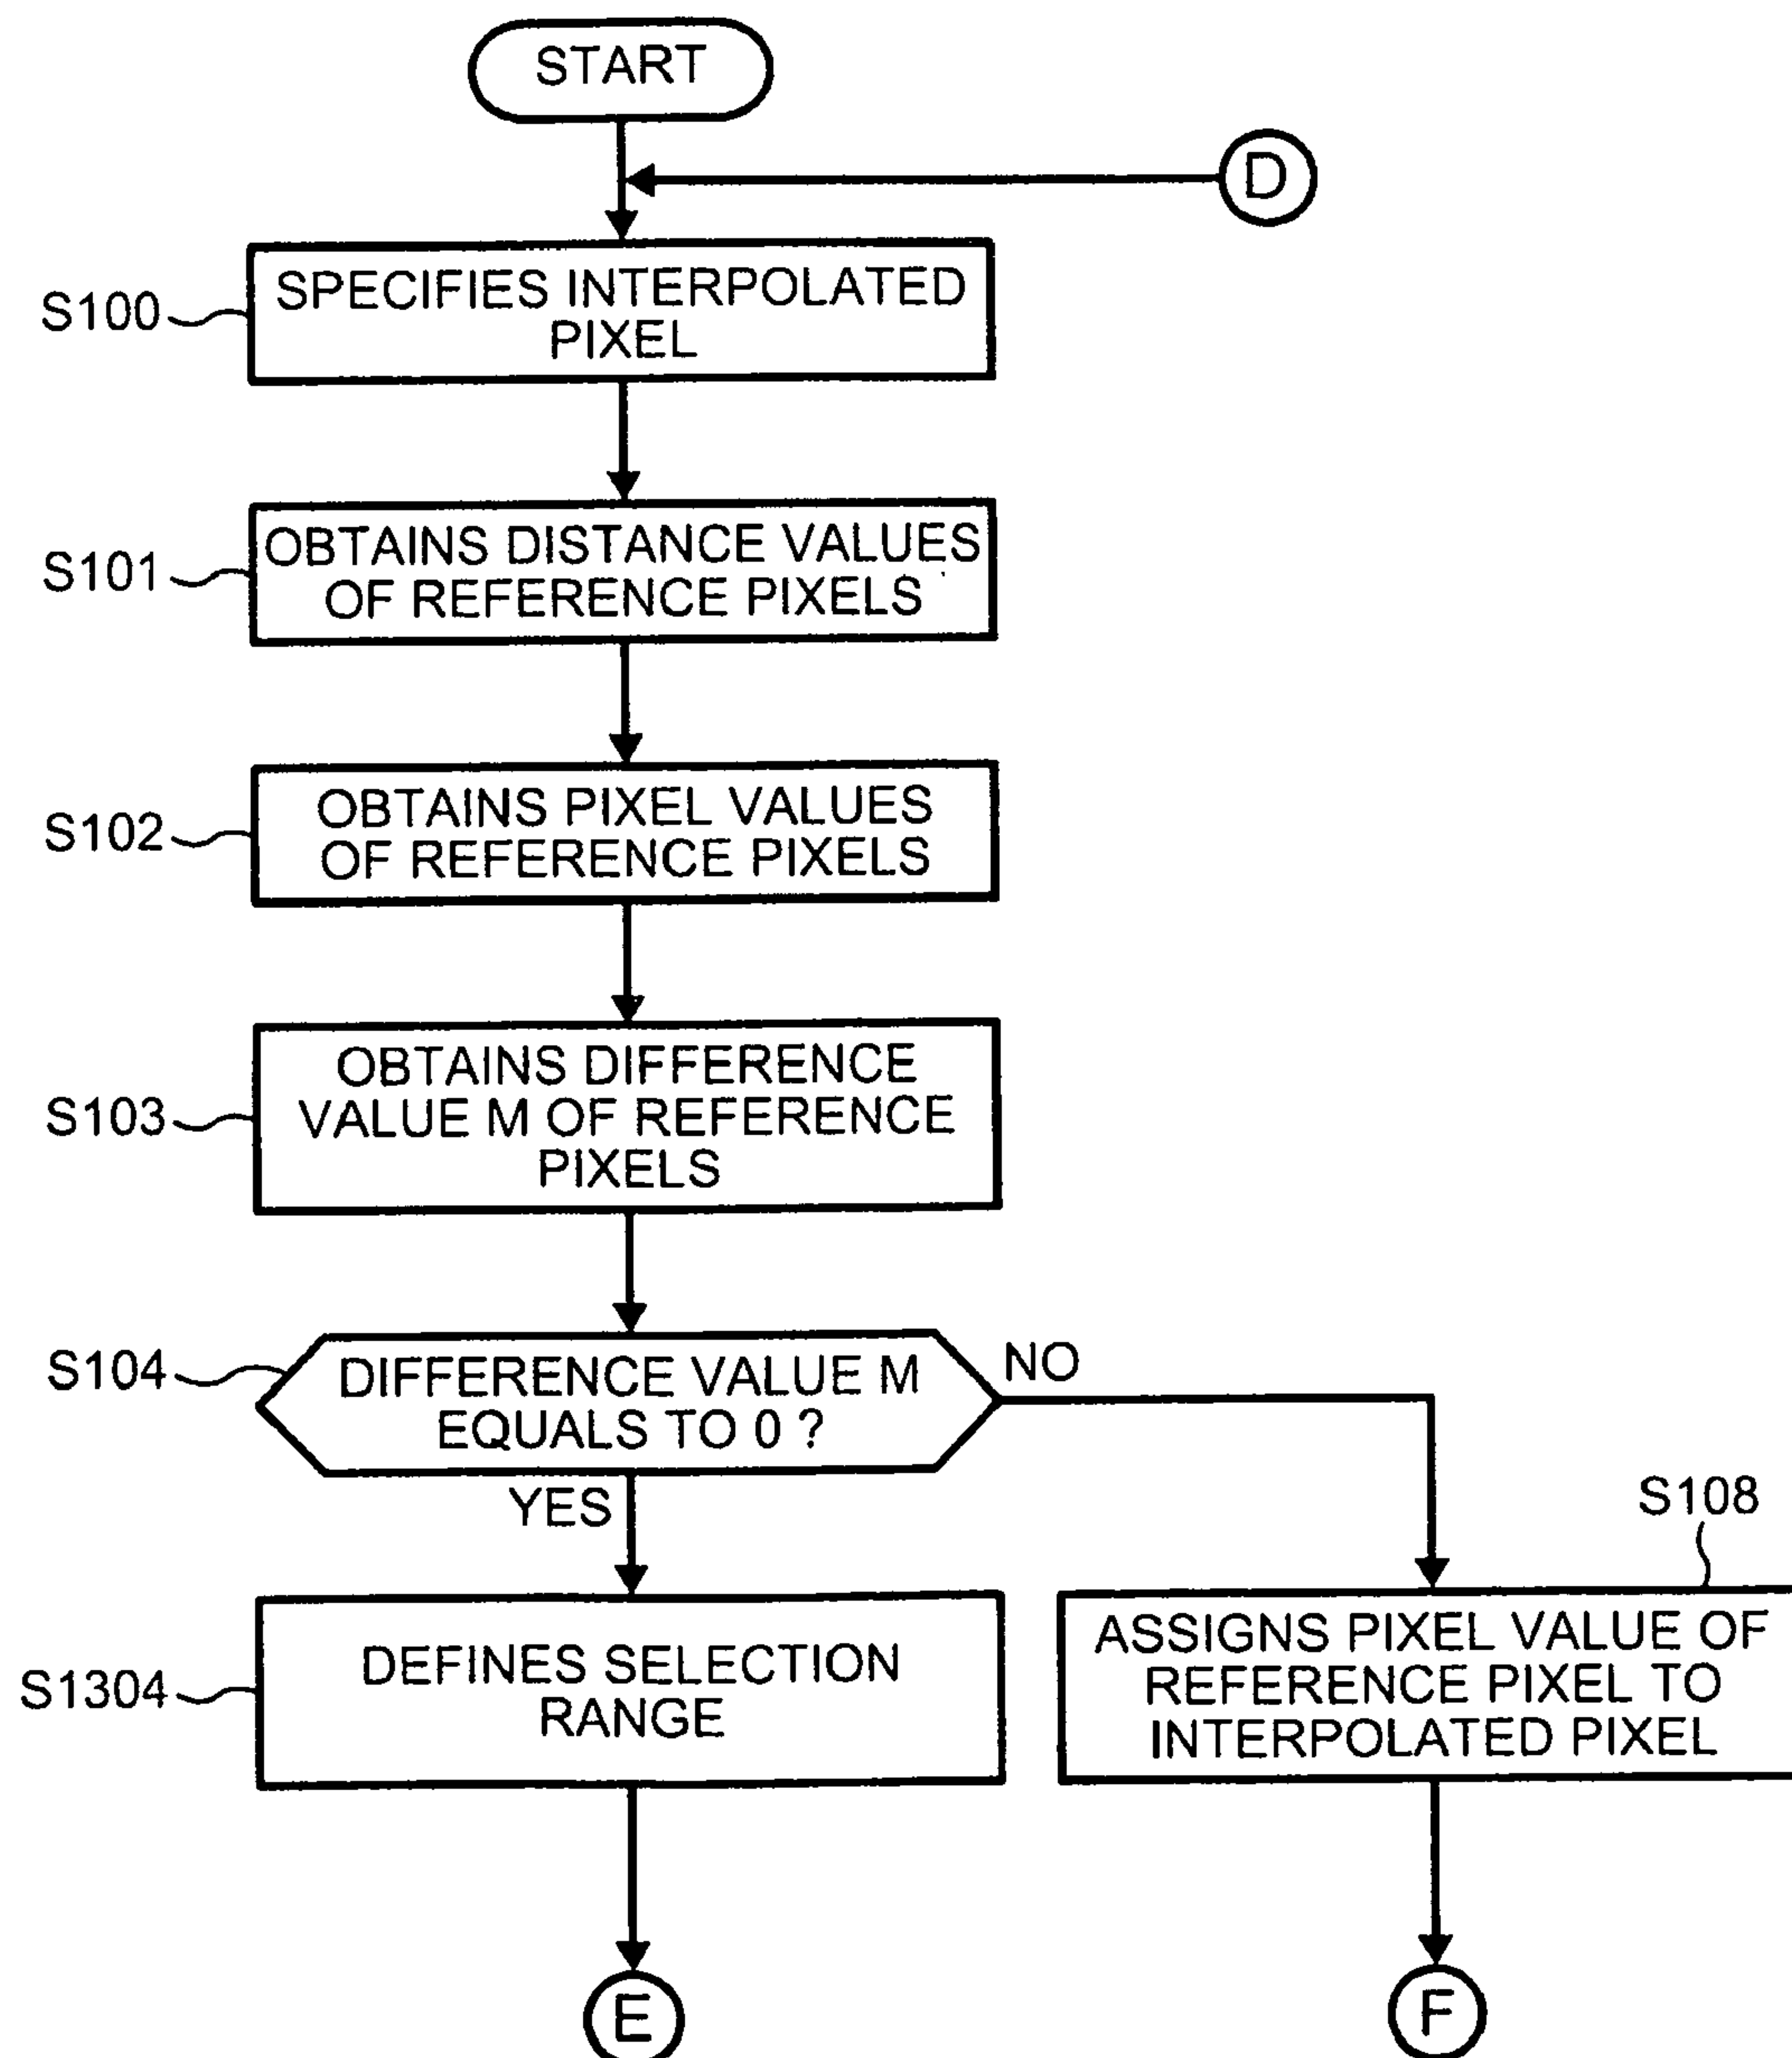 START
D
S100
SPECIFIES INTERPOLATED
PIXEL
S101
OBTAINS DISTANCE VALUES
OF REFERENCE PIXELS
S102
OBTAINS PIXEL VALUES
OF REFERENCE PIXELS
S103
OBTAINS DIFFERENCE
VALUE M OF REFERENCE
PIXELS
S104
DIFFERENCE VALUE M
EQUALS TO 0 ?
NO
YES
S108
S1304
DEFINES SELECTION
RANGE
ASSIGNS PIXEL VALUE OF
REFERENCE PIXEL TO
INTERPOLATED PIXEL
E
F